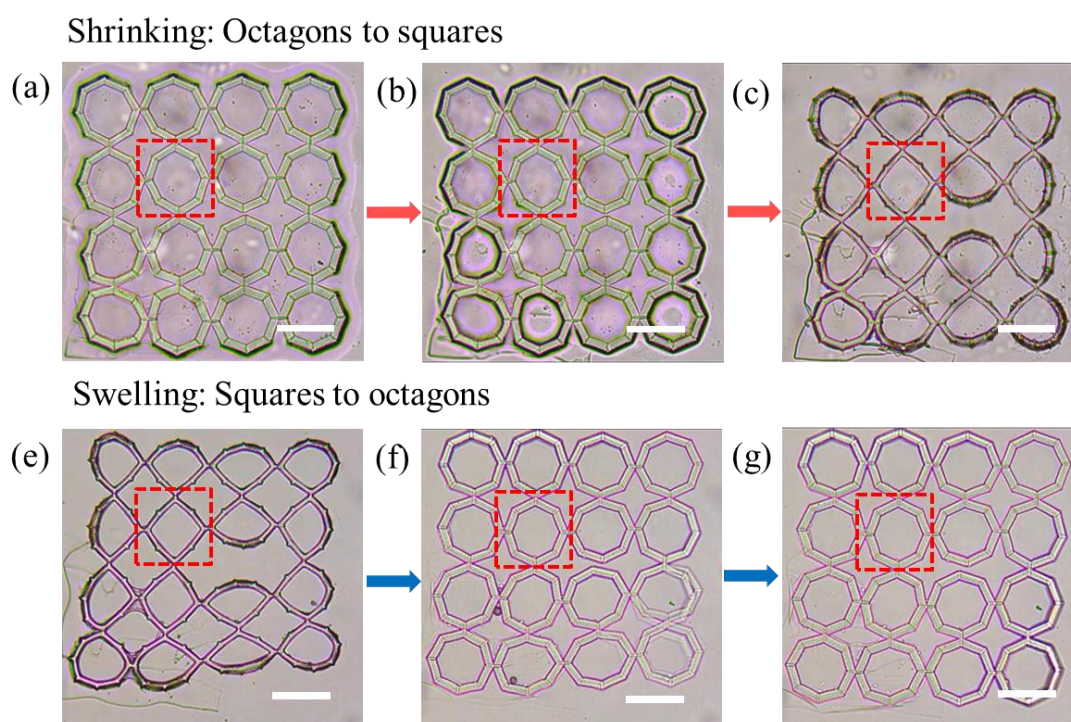 Shrinking: Octagons to squares
(a)
(b)
(c)
Swelling: Squares to octagons
(e)
(f)
(g)